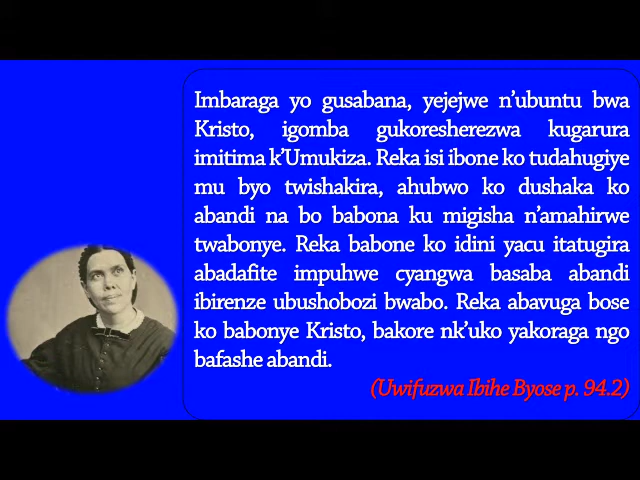 Imbaraga yo gusabana, yejejwe n’ubuntu bwa
Kristo, igomba gukoresherezwa kugarura
imitima k’Umukiza. Reka isi ibone ko tudahugiye
mu byo twishakira, ahubwo ko dushaka ko
abandi na bo babona ku migisha n’amahirwe
twabonye. Reka babone ko idini yacu itatugira
abadafite impuhwe cyangwa basaba abandi
ibirenze ubushobozi bwabo. Reka abavuga bose
ko babonye Kristo, bakore nk’uko yakoraga ngo
bafashe abandi.
(Uwifuzwa Ibihe Byose p. 94.2)